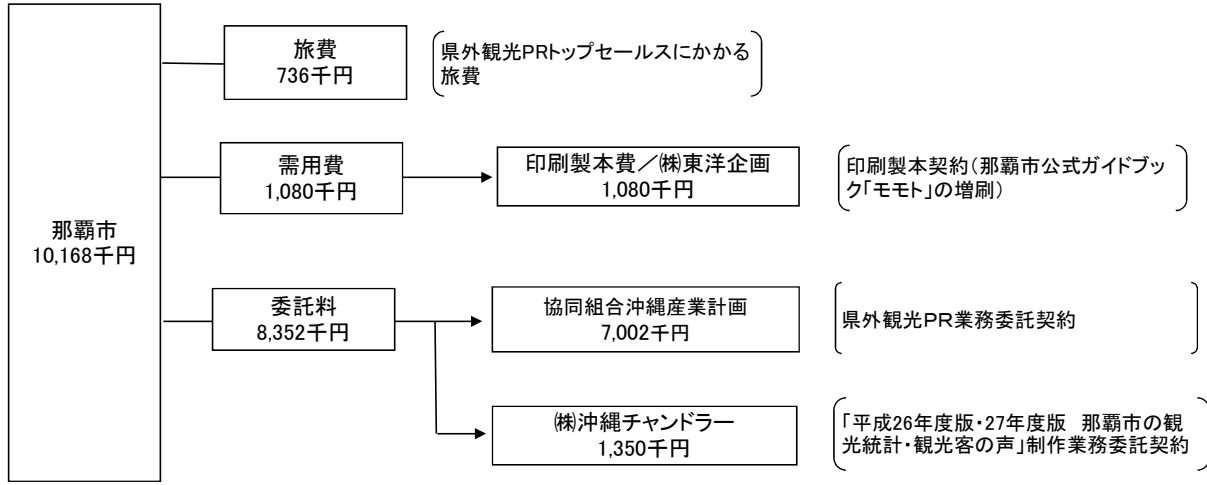 那覇市
10,168千円
旅費
736千円
県外観光PRトップセールスにかかる
旅費
需用費
1,080千円
印刷製本費／㈱東洋企画
1,080千円
印刷製本契約（那覇市公式ガイドブッ
ク「モモト」の増刷）
委託料
8,352千円
協同組合沖縄産業計画
7,002千円
県外観光ＰＲ業務委託契約
㈱沖縄チャンドラー
1,350千円
「平成26年度版・27年度版　那覇市の観
光統計・観光客の声」制作業務委託契約